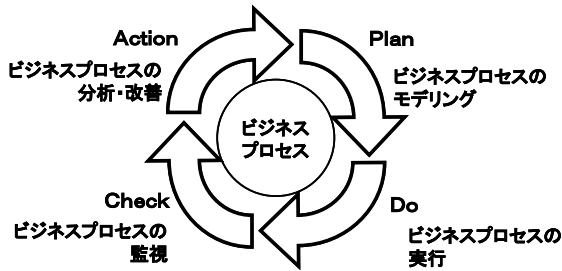 Action
ビジネスプロセスの
分析・改善
Plan
ビジネスプロセスの
モデリング
ビジネス
プロセス
Check
ビジネスプロセスの
監視
Do
ビジネスプロセスの
実行